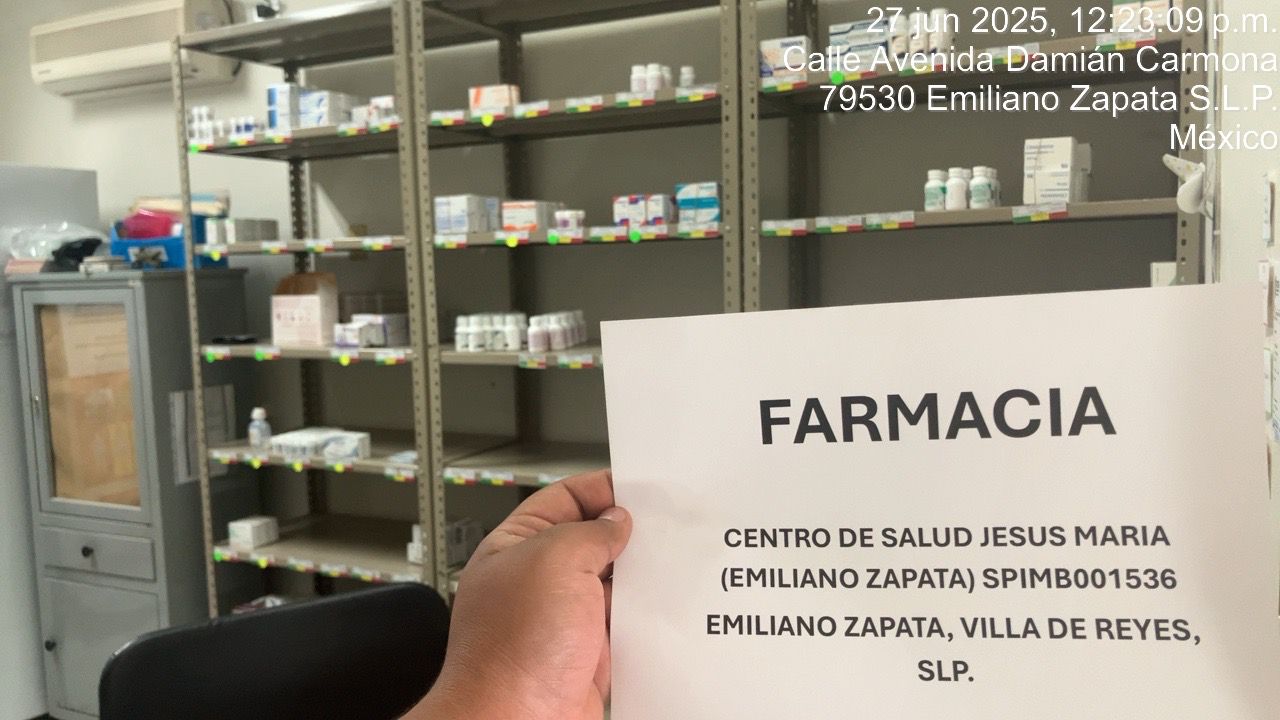 27 jun 2025, 12:23:09 p.m.
Calle Avenida Damián Carmona
79530 Emiliano Zapata S.L.P.
México
FARMACIA
CENTRO DE SALUD JESUS MARIA
(EMILIANO ZAPATA) SPIMB001536
EMILIANO ZAPATA, VILLA DE REYES,
SLP.